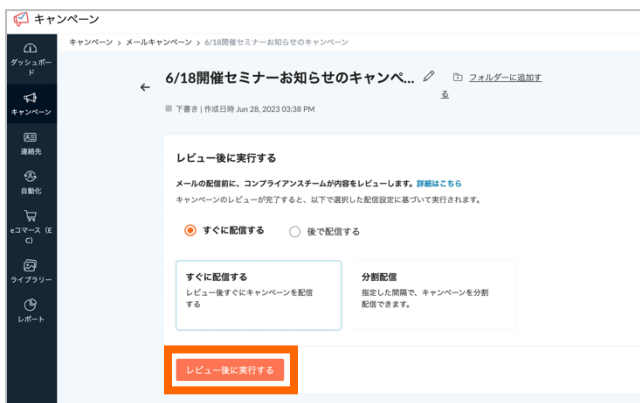 キャンペーン
キャンペーン > メールキャンペーン > 6/18開催セミナーお知らせのキャンペーン
ダッシュボー
ド
キャンペーン
連絡先
自動化
eコマース（E
C）
ライブラリー
レポート
←
6/18開催セミナーお知らせのキャンペ...
フォルダーに追加す
る
下書き | 作成日時 Jun 28, 2023 03:38 PM
レビュー後に実行する
メールの配信前に、コンプライアンスチームが内容をレビューします。詳細はこちら
キャンペーンのレビューが完了すると、以下で選択した配信設定に基づいて実行されます。
すぐに配信する 後で配信する
すぐに配信する
レビュー後すぐにキャンペーンを配信
する
分割配信
指定した間隔で、キャンペーンを分割
配信できます。
レビュー後に実行する